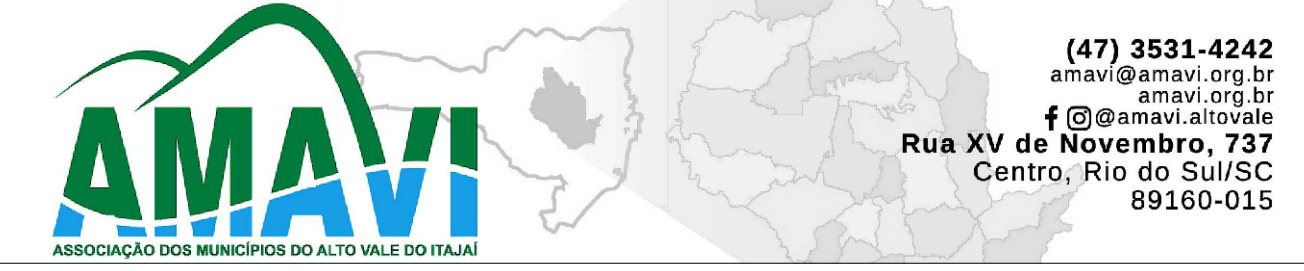 AMAVI
ASSOCIAÇÃO DOS MUNICÍPIOS DO ALTO VALE DO ITAJAÍ
(47) 3531-4242
amavi@amavi.org.br
amavi.org.br
@amavi.altovale
Rua XV de Novembro, 737
Centro, Rio do Sul/SC
89160-015